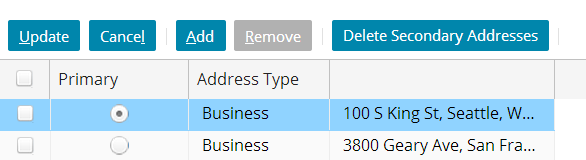 Update Cancel Add Remove Delete Secondary Addresses
Primary Address Type
Business 100 S King St, Seattle, W...
Business 3800 Geary Ave, San Fra...